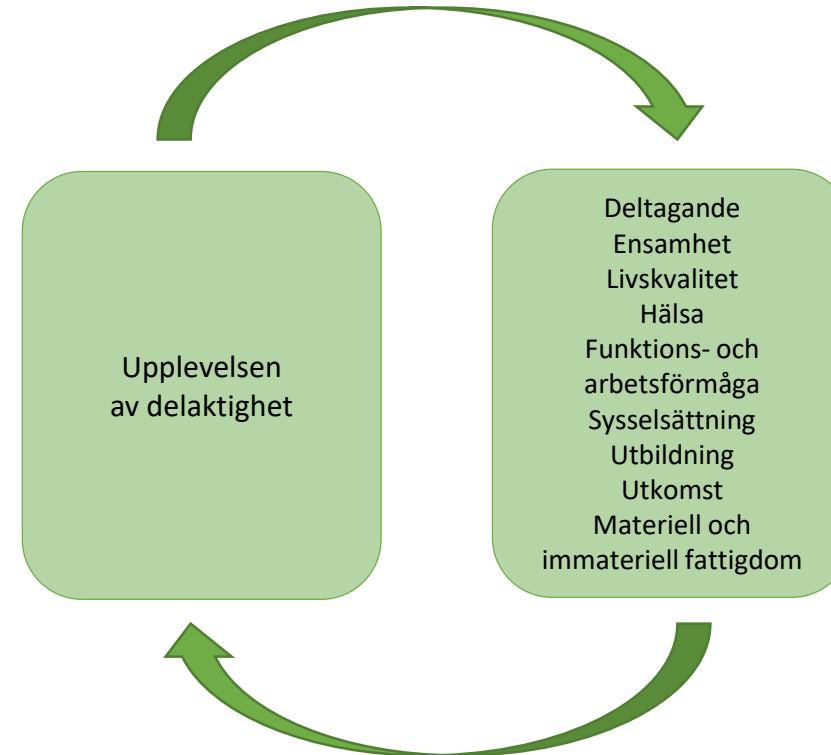 Upplevelsen
av delaktighet
Deltagande
Ensamhet
Livskvalitet
Hälsa
Funktions- och
arbetsförmåga
Sysselsättning
Utbildning
Utkomst
Materiell och
immateriell fattigdom